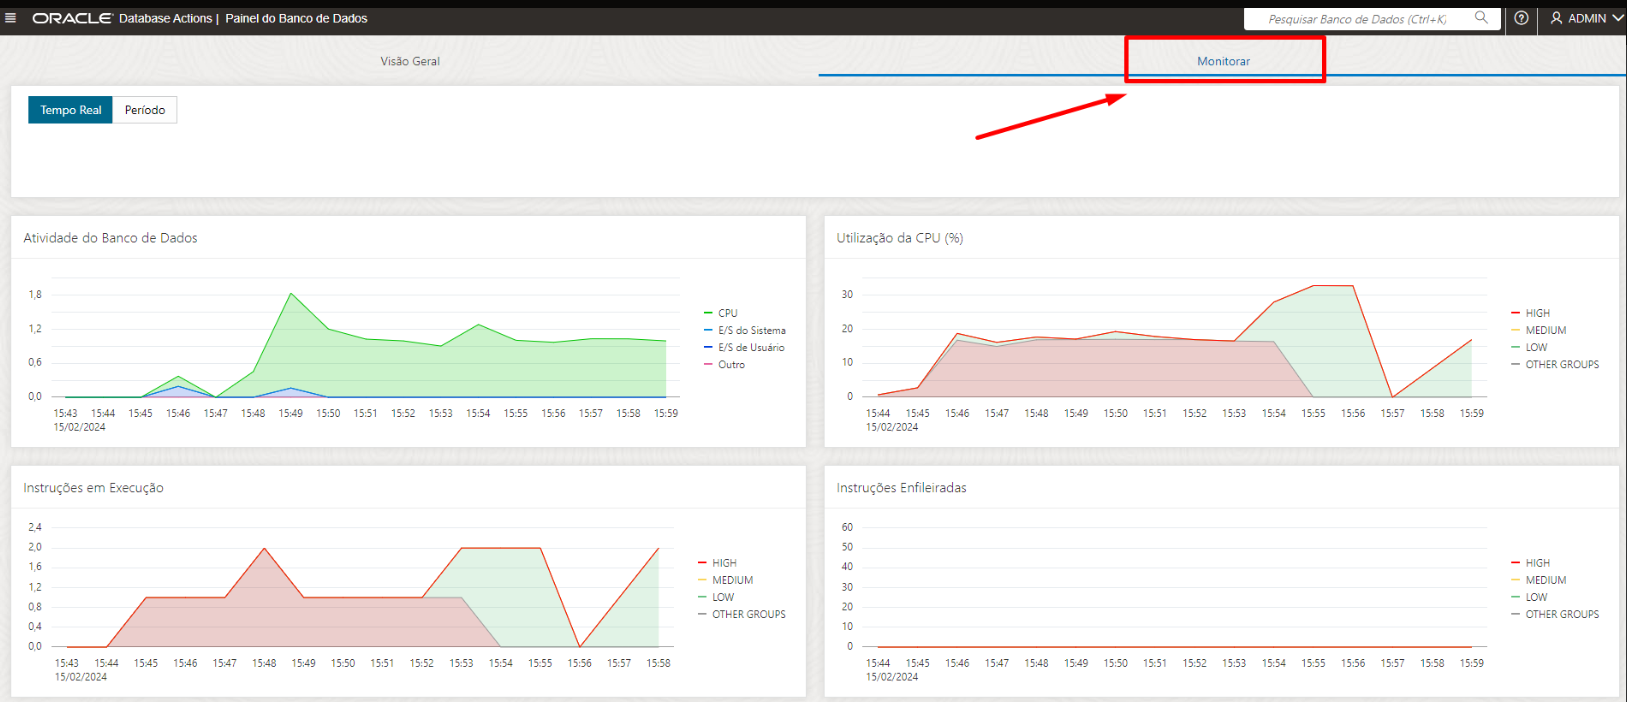 ORACLE Database Actions | Painel do Banco de Dados
Pesquisar Banco de Dados (Ctrl+K)
ADMIN
Visão Geral
Monitorar
Tempo Real
Período
Atividade do Banco de Dados
1,8
1,2
0,6
0,0
15:43 15:44 15:45 15:46 15:47 15:48 15:49 15:50 15:51 15:52 15:53 15:54 15:55 15:56 15:57 15:58 15:59
15/02/2024
CPU
E/S do Sistema
E/S de Usuário
Outro
Utilização da CPU (%)
30
20
10
0
15:44 15:45 15:46 15:47 15:48 15:49 15:50 15:51 15:52 15:53 15:54 15:55 15:56 15:57 15:58 15:59
15/02/2024
HIGH
MEDIUM
LOW
OTHER GROUPS
Instruções em Execução
2,4
2,0
1,6
1,2
0,8
0,4
0,0
15:43 15:44 15:45 15:46 15:47 15:48 15:49 15:50 15:51 15:52 15:53 15:54 15:55 15:56 15:57 15:58
15/02/2024
HIGH
MEDIUM
LOW
OTHER GROUPS
Instruções Enfileiradas
60
50
40
30
20
10
0
15:44 15:45 15:46 15:47 15:48 15:49 15:50 15:51 15:52 15:53 15:54 15:55 15:56 15:57 15:58 15:59
15/02/2024
HIGH
MEDIUM
LOW
OTHER GROUPS